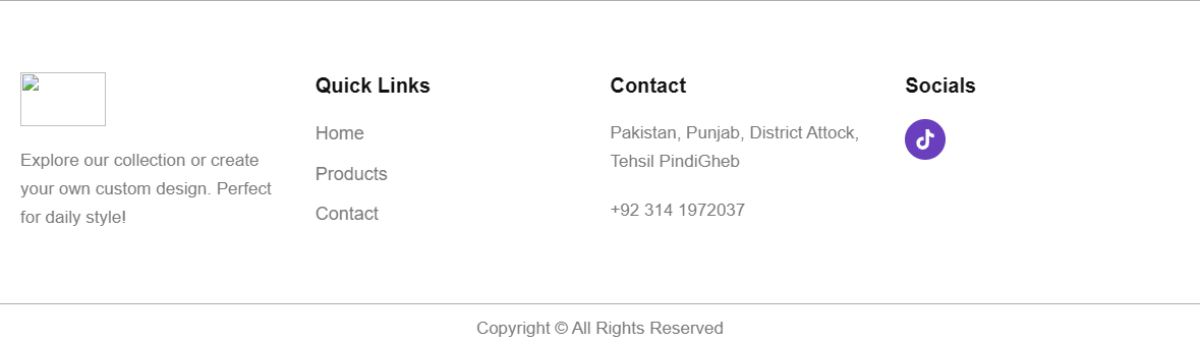 Explore our collection or create
your own custom design. Perfect
for daily style!
Quick Links
Home
Products
Contact
Contact
Pakistan, Punjab, District Attock,
Tehsil PindiGheb
+92 314 1972037
Socials
Copyright © All Rights Reserved